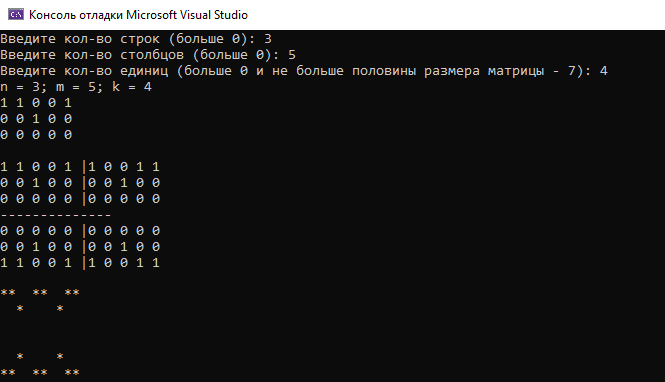 Консоль отладки Microsoft Visual Studio
Введите кол-во строк (больше 0): 3
Введите кол-во столбцов (больше 0): 5
Введите кол-во единиц (больше 0 и не больше половины размера матрицы - 7): 4
n = 3; m = 5; k = 4
1 1 0 0 1
0 0 1 0 0
0 0 0 0 0

1 1 0 0 1 |1 0 0 1 1
0 0 1 0 0 |0 0 1 0 0
0 0 0 0 0 |0 0 0 0 0
--------------
0 0 0 0 0 |0 0 0 0 0
0 0 1 0 0 |0 0 1 0 0
1 1 0 0 1 |1 0 0 1 1

**  **  **
  *    *


  *    *
**  **  **